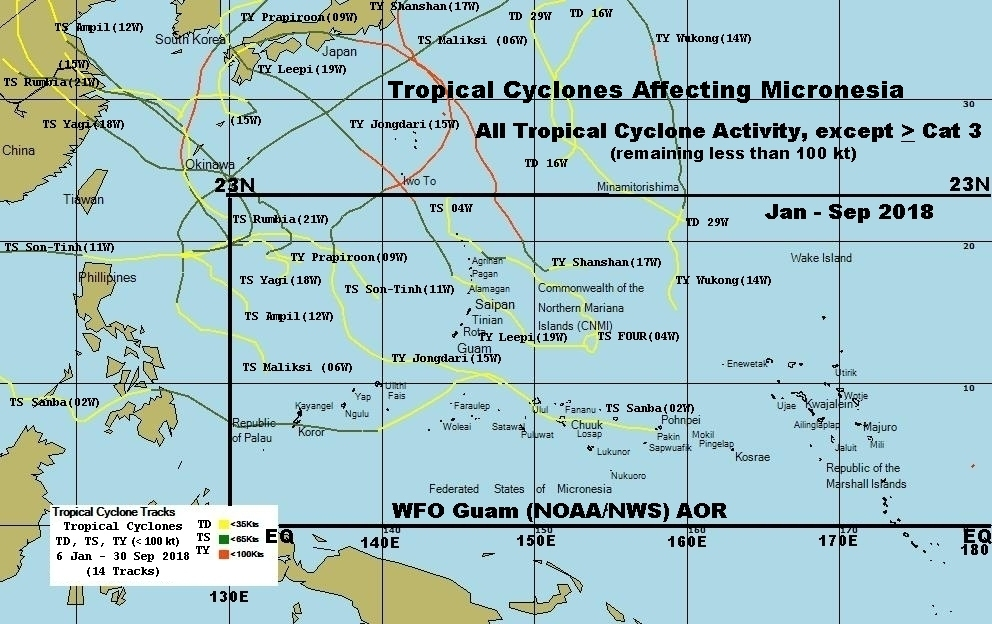 TY Shanshan(17W)
TY Prapiroon(09W)
TD 29W
TD 16W
TS Ampil(12W)
South Korea
TS Maliksi (06W)
TY Wukong(14W)
Japan
(15W)
TY Leepi(19W)
TS Rumbia(21W)
Tropical Cyclones Affecting Micronesia
30
(15W)
TS Yagi(18W)
TY Jongdari(15W)
All Tropical Cyclone Activity, except > Cat 3
(remaining less than 100 kt)
China
Okinawa
TD 16W
Iwo To
23N
Minamitorishima
23N
Taiwan
TS 04W
Jan - Sep 2018
TS Rumbia(21W)
TD 29W
TS Son-Tinh(11W)
20
TY Prapiroon(09W)
Agrihan
TY Shanshan(17W)
Wake Island
Pagan
Phillipines
TS Yagi(18W)
TS Son-Tinh(11W)
Alamagan
Commonwealth of the
TY Wukong(14W)
Saipan
Northern Mariana
TS Ampil(12W)
Tinian
Islands (CNMI)
Rota
TY Leepi(19W)
TS FOUR(04W)
Guam
TY Jongdari(15W)
TS Maliksi (06W)
Enewetak
Utirik
Ulithi
10
Yap
Fais
Wotje
TS Sanba(02W)
Kayangel
Ngulu
Faraulep
Ulul
Fananu
TS Sanba(02W)
Ujae
Kwajalein
Republic
Woleai
Satawal
Chuuk
Pohnpei
Ailinglaplap
Majuro
of Palau
Koror
Puluwat
Losap
Pakin
Mokil
Mili
Sapwuafik
Pingelap
Jaluit
Lukunor
Kosrae
Republic of the
Nukuoro
Marshall Islands
Federated States of Micronesia
WFO Guam (NOAA/NWS) AOR
Tropical Cyclone Tracks
Tropical Cyclones
TD <35Kts
TD, TS, TY (<100 kt)
TS <65Kts
6 Jan - 30 Sep 2018
TY <100Kts
(14 Tracks)
EQ
140
150
160
170
EQ
140E
150E
160E
170E
180
130E